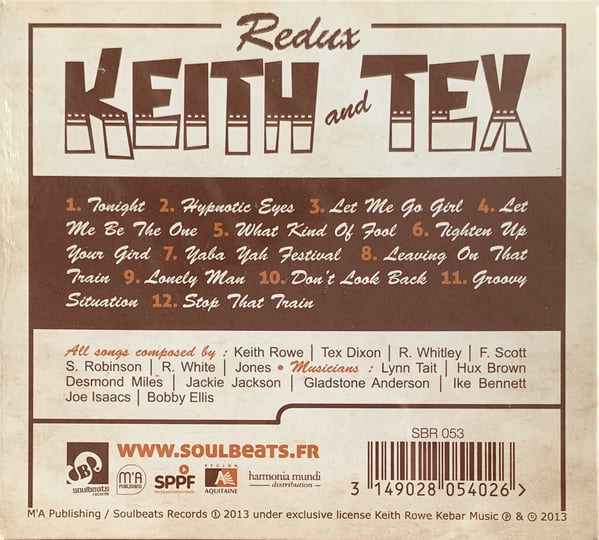 Redux
KEITH and TEX
1. Tonight 2. Hypnotic Eyes 3. Let Me Go Girl 4. Let
Me Be The One 5. What Kind Of Fool 6. Tighten Up
Your Gird 7. Yaba Yah Festival 8. Leaving On That
Train 9. Lonely Man 10. Don't Look Back 11. Groovy
Situation 12. Stop That Train
All songs composed by : Keith Rowe | Tex Dixon | R. Whitley | F. Scott
S. Robinson | R. White | Jones • Musicians : Lynn Tait | Hux Brown
Desmond Miles | Jackie Jackson | Gladstone Anderson | Ike Bennett
Joe Isaacs | Bobby Ellis
SBR 053
WWW.SOULBEATS.FR
SB
soulbeats
records
M'A
PUBLISHING
SPPF
RÉGION
AQUITAINE
harmonia mundi
distribution
3 149028 054026 >
M'A Publishing / Soulbeats Records ℗ 2013 under exclusive license Keith Rowe Kebar Music ℗ & © 2013